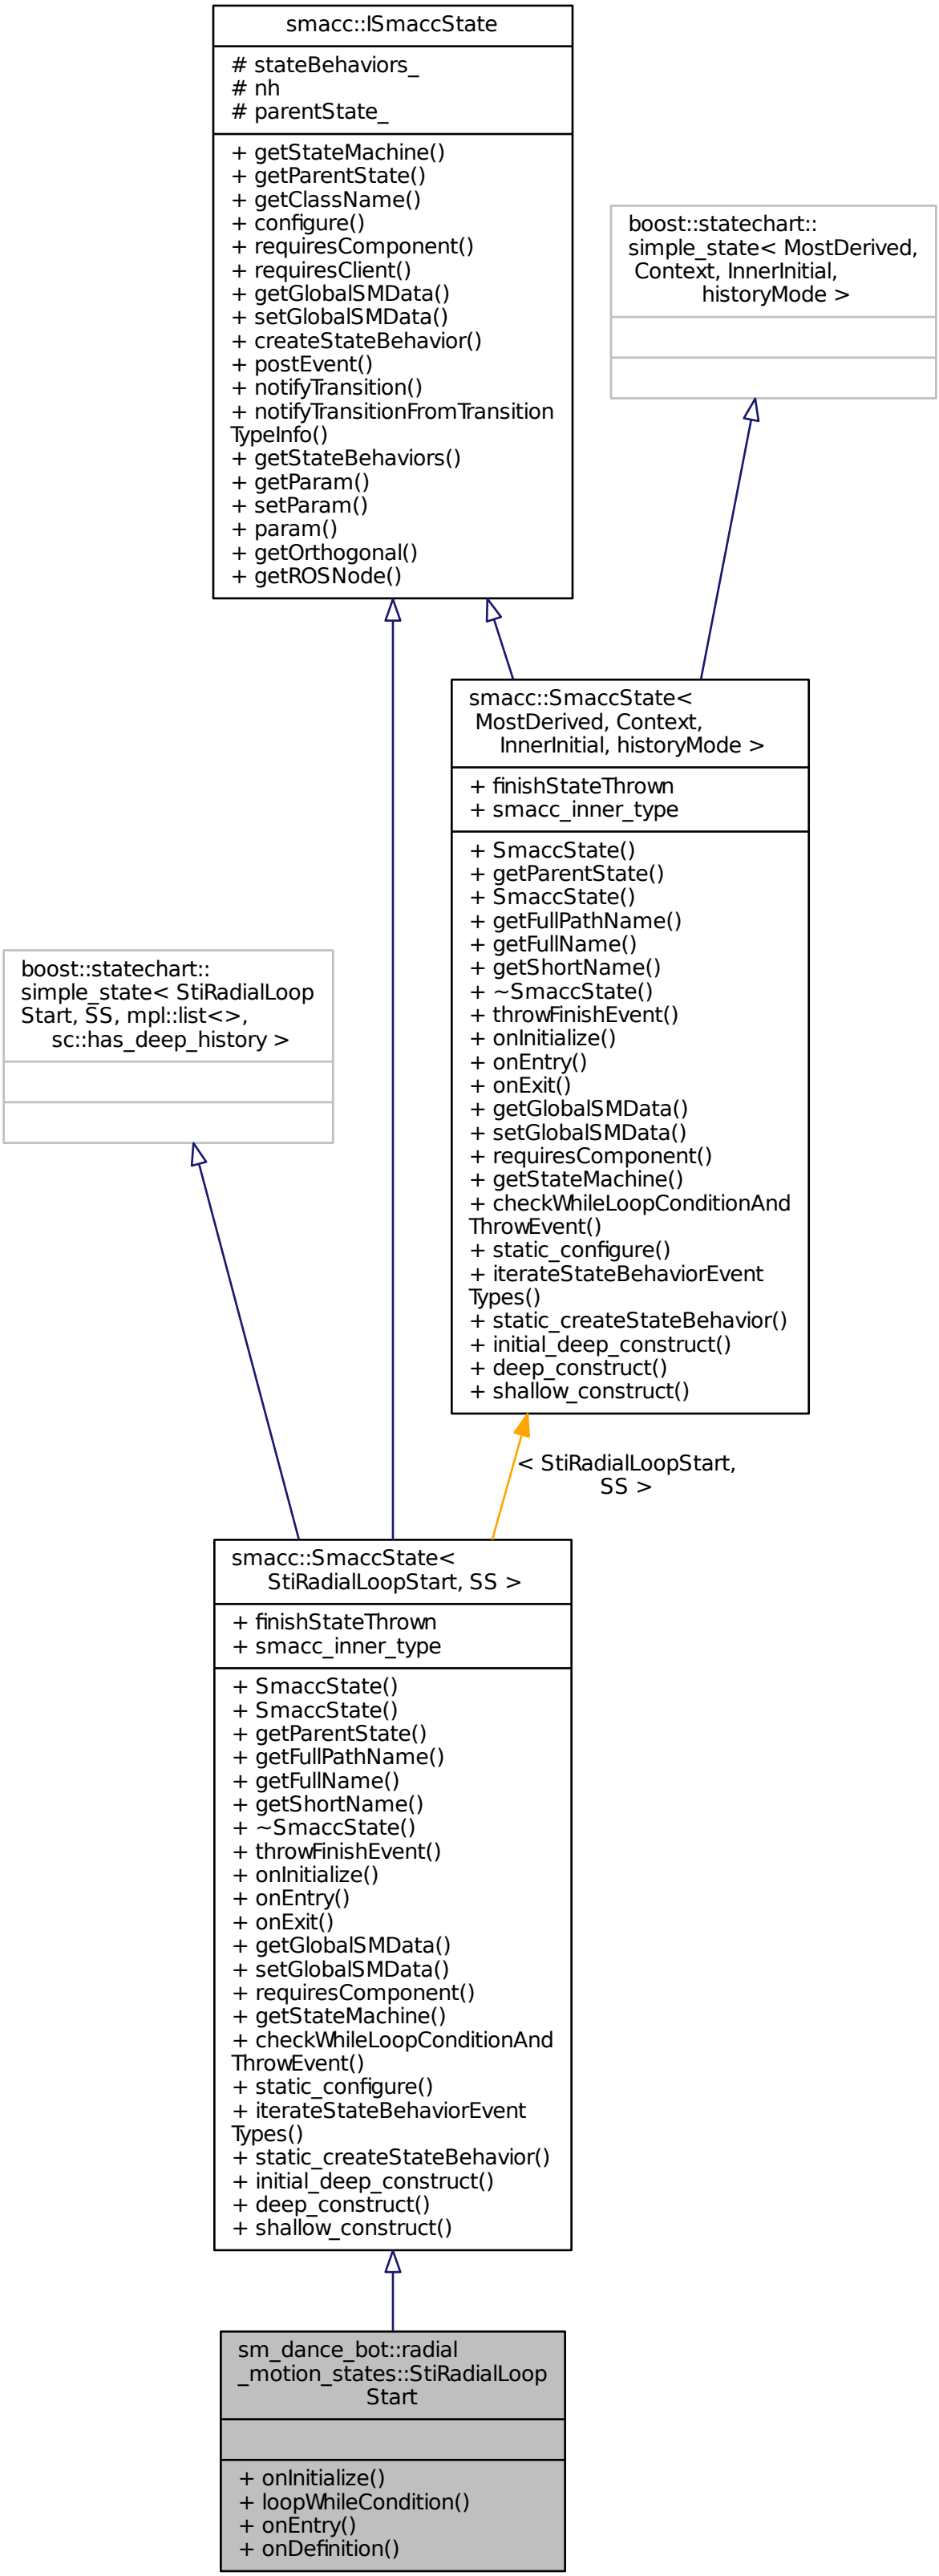 smacc::ISmaccState
# stateBehaviors_
# nh
# parentState_
+ getStateMachine()
+ getParentState()
+ getClassName()
+ configure()
+ requiresComponent()
+ requiresClient()
+ getGlobalSMData()
+ setGlobalSMData()
+ createStateBehavior()
+ postEvent()
+ notifyTransition()
+ notifyTransitionFromTransition
TypeInfo()
+ getStateBehaviors()
+ getParam()
+ setParam()
+ param()
+ getOrthogonal()
+ getROSNode()
boost::statechart::
simple_state< MostDerived,
Context, InnerInitial,
historyMode >
smacc::SmaccState<
MostDerived, Context,
InnerInitial, historyMode >
+ finishStateThrown
+ smacc_inner_type
+ SmaccState()
+ getParentState()
+ SmaccState()
+ getFullPathName()
+ getFullName()
+ getShortName()
+ ~SmaccState()
+ throwFinishEvent()
+ onInitialize()
+ onEntry()
+ onExit()
+ getGlobalSMData()
+ setGlobalSMData()
+ requiresComponent()
+ getStateMachine()
+ checkWhileLoopConditionAnd
ThrowEvent()
+ static_configure()
+ iterateStateBehaviorEvent
Types()
+ static_createStateBehavior()
+ initial_deep_construct()
+ deep_construct()
+ shallow_construct()
boost::statechart::
simple_state< StiRadialLoop
Start, SS, mpl::list<>,
sc::has_deep_history >
< StiRadialLoopStart,
SS >
smacc::SmaccState<
StiRadialLoopStart, SS >
+ finishStateThrown
+ smacc_inner_type
+ SmaccState()
+ SmaccState()
+ getParentState()
+ getFullPathName()
+ getFullName()
+ getShortName()
+ ~SmaccState()
+ throwFinishEvent()
+ onInitialize()
+ onEntry()
+ onExit()
+ getGlobalSMData()
+ setGlobalSMData()
+ requiresComponent()
+ getStateMachine()
+ checkWhileLoopConditionAnd
ThrowEvent()
+ static_configure()
+ iterateStateBehaviorEvent
Types()
+ static_createStateBehavior()
+ initial_deep_construct()
+ deep_construct()
+ shallow_construct()
sm_dance_bot::radial
_motion_states::StiRadialLoop
Start
+ onInitialize()
+ loopWhileCondition()
+ onEntry()
+ onDefinition()